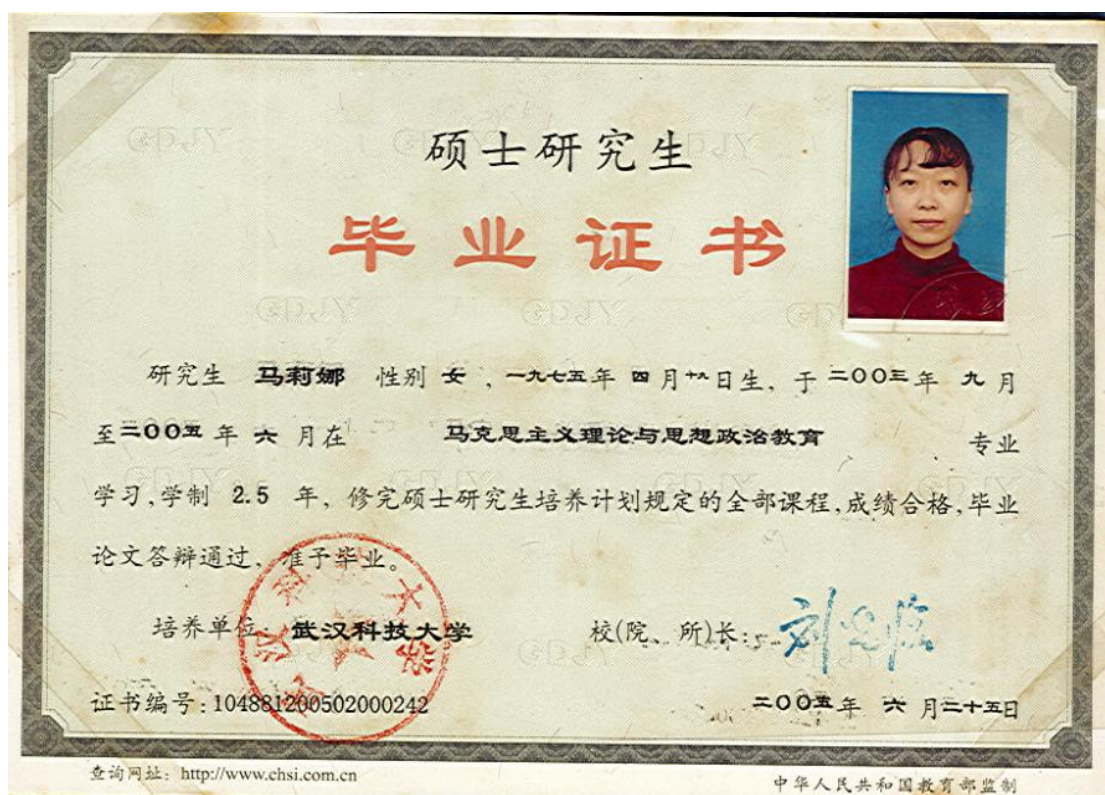 硕士研究生
毕业证书
研究生 马莉娜 性别 女 ，一九七五年 四 月十九日生，于 二00三 年 九 月
至二00五 年 六 月在 马克思主义理论与思想政治教育 专业
学习，学制 2.5 年，修完硕士研究生培养计划规定的全部课程，成绩合格，毕业
论文答辩通过，准予毕业。
培养单位：武汉科技大学 校(院、所)长：
证书编号：104881200502000242 二00五年 六 月二十五日
查询网址：http://www.chsi.com.cn
中华人民共和国教育部监制